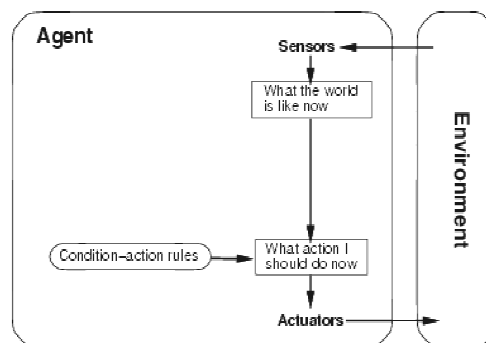 Agent
Sensors
What the world
is like now
Environment
Condition–action rules
What action I
should do now
Actuators